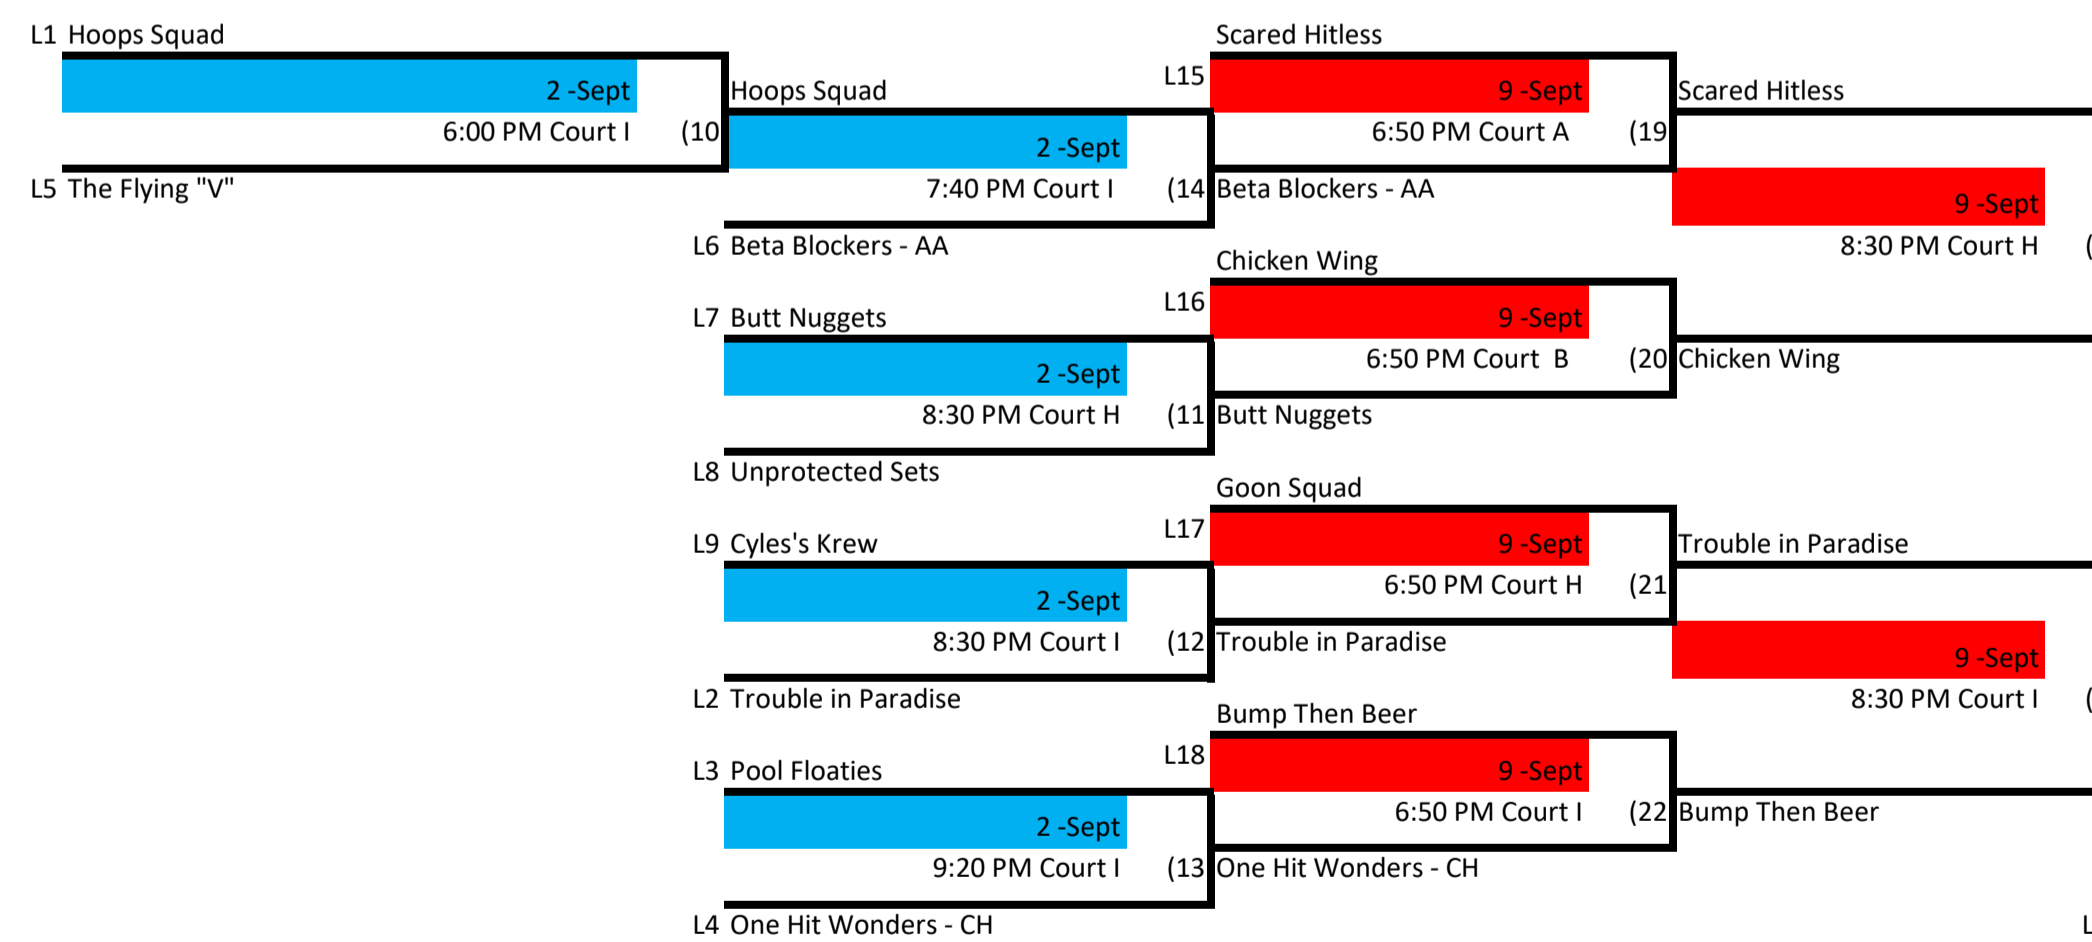 L1 Hoops Squad
2 -Sept
6:00 PM Court I (10
L5 The Flying "V"
Hoops Squad
2 -Sept
7:40 PM Court I (14
L6 Beta Blockers - AA
L7 Butt Nuggets
2 -Sept
8:30 PM Court H (11
L8 Unprotected Sets
L9 Cyles's Krew
2 -Sept
8:30 PM Court I (12
L2 Trouble in Paradise
L3 Pool Floaties
2 -Sept
9:20 PM Court I (13
L4 One Hit Wonders - CH
Scared Hitless
L15
9 -Sept
6:50 PM Court A (19
Beta Blockers - AA
Chicken Wing
L16
9 -Sept
6:50 PM Court  B (20
Butt Nuggets
Goon Squad
L17
9 -Sept
6:50 PM Court H (21
Trouble in Paradise
Bump Then Beer
L18
9 -Sept
6:50 PM Court I (22
One Hit Wonders - CH
Scared Hitless
9 -Sept
8:30 PM Court H (
Chicken Wing
Trouble in Paradise
9 -Sept
8:30 PM Court I (
Bump Then Beer
L